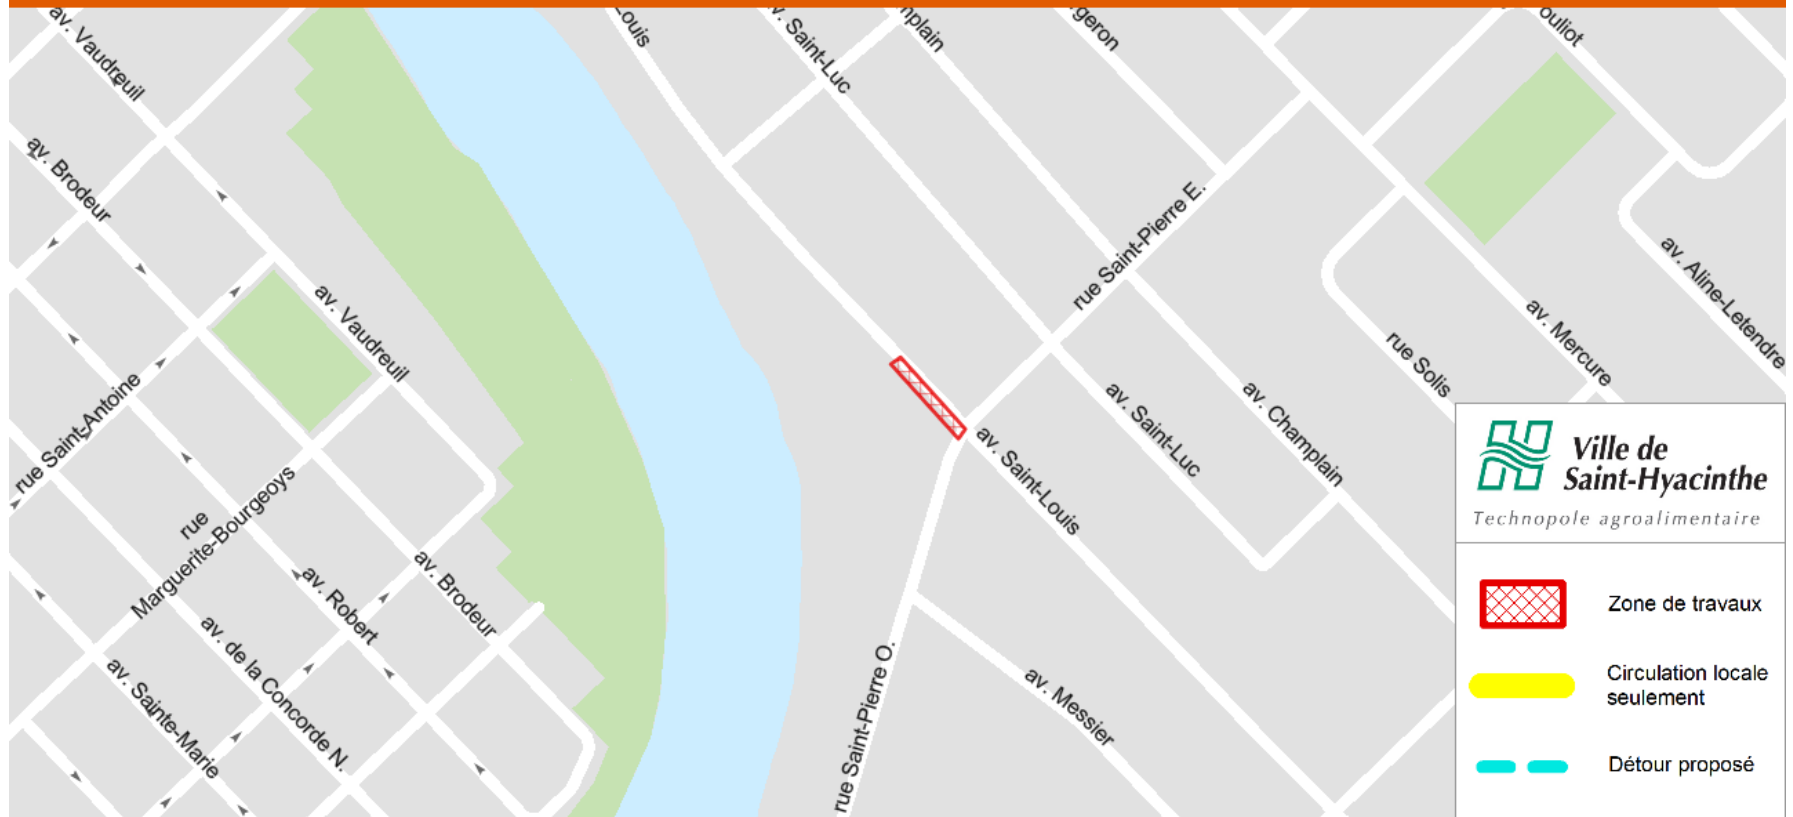 av. Vaudreuil
av. Brodeur
Louis
av. Saint-Luc
mplain
geron
ouliot
rue Saint-Pierre E.
av. Aline-Letendre
av. Mercure
rue Solis
av. Vaudreuil
rue Saint-Antoine
rue
Marguerite-Bourgeoys
av. Saint-Luc
av. Champlain
av. Saint-Louis
av. Robert
av. Brodeur
av. de la Concorde N.
av. Sainte-Marie
rue Saint-Pierre O.
av. Messier
Ville de
Saint-Hyacinthe
Technopole agroalimentaire
Zone de travaux
Circulation locale
seulement
Détour proposé